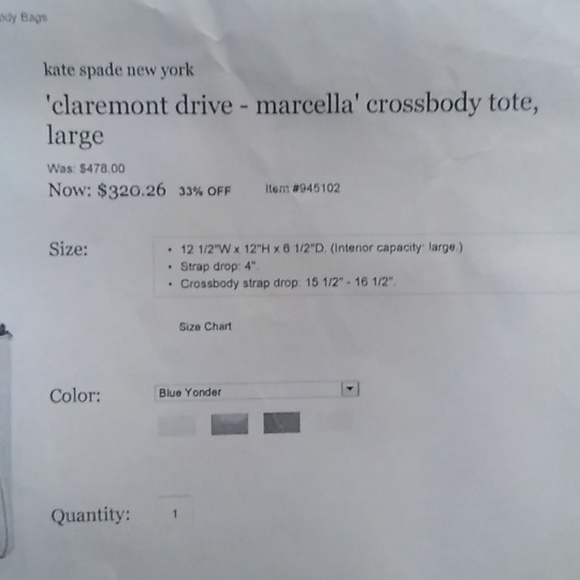 ody Bags
kate spade new york
'claremont drive - marcella' crossbody tote,
large
Was: $478.00
Now: $320.26 33% OFF Item #945102
Size:
• 12 1/2"W x 12"H x 6 1/2"D. (Interior capacity: large.)
• Strap drop: 4".
• Crossbody strap drop: 15 1/2" - 16 1/2".
Size Chart
Color: Blue Yonder
Quantity: 1